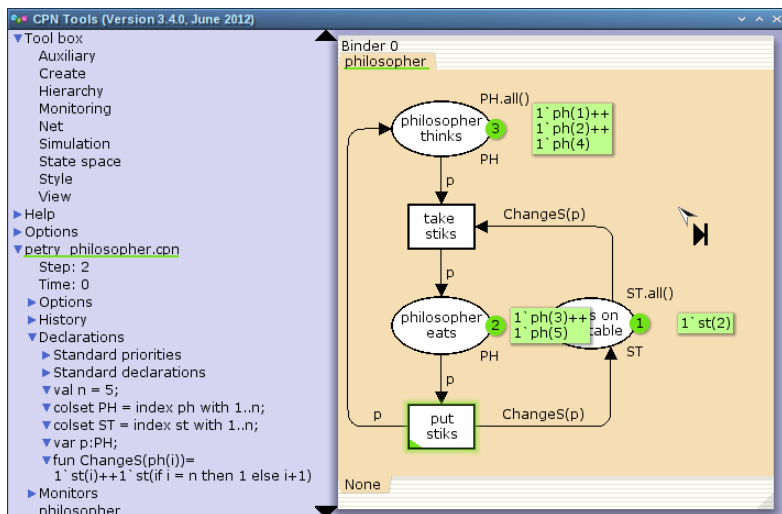 CPN Tools (Version 3.4.0, June 2012)
Tool box
Auxiliary
Create
Hierarchy
Monitoring
Net
Simulation
State space
Style
View
Help
Options
petry_philosopher.cpn
Step: 2
Time: 0
Options
History
Declarations
Standard priorities
Standard declarations
val n = 5;
colset PH = index ph with 1..n;
colset ST = index st with 1..n;
var p:PH;
fun ChangeS(ph(i))=
1`st(i)++1`st(if i = n then 1 else i+1)
Monitors
philosopher
Binder 0
philosopher
PH.all()
philosopher
thinks
3
1`ph(1)++
1`ph(2)++
1`ph(4)
PH
p
take
stiks
ChangeS(p)
p
ST.all()
philosopher
eats
2
1`ph(3)++
1`ph(5)
s on
table
1
1`st(2)
PH
ST
p
p
put
stiks
ChangeS(p)
None